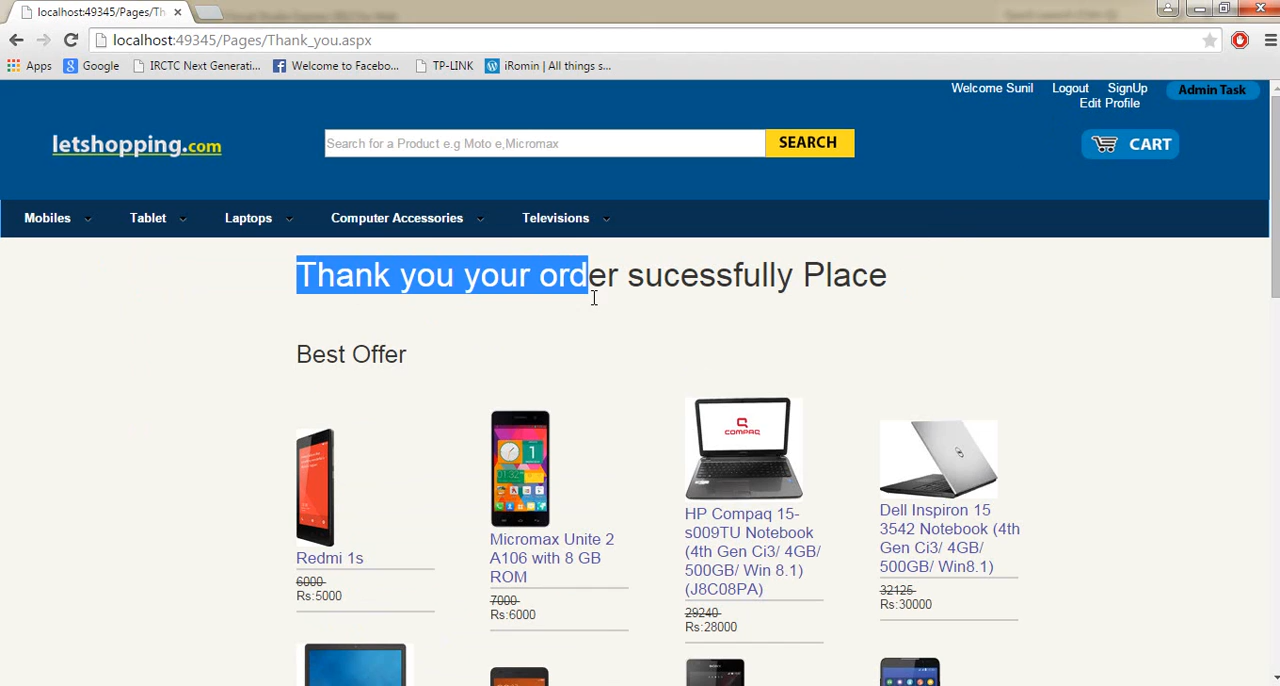 localhost:49345/Pages/Th
localhost:49345/Pages/Thank_you.aspx
Apps Google IRCTC Next Generati... Welcome to Facebo... TP-LINK iRomin | All things s...
Welcome Sunil Logout SignUp Admin Task
Edit Profile
letshopping.com Search for a Product e.g Moto e,Micromax SEARCH CART
Mobiles Tablet Laptops Computer Accessories Televisions
Thank you your order sucessfully Place
Best Offer
COMPAQ
Redmi 1s
6000
Rs:5000
Micromax Unite 2
A106 with 8 GB
ROM
7000
Rs:6000
HP Compaq 15-
s009TU Notebook
(4th Gen Ci3/ 4GB/
500GB/ Win 8.1)
(J8C08PA)
29240
Rs:28000
Dell Inspiron 15
3542 Notebook (4th
Gen Ci3/ 4GB/
500GB/ Win8.1)
32125
Rs:30000